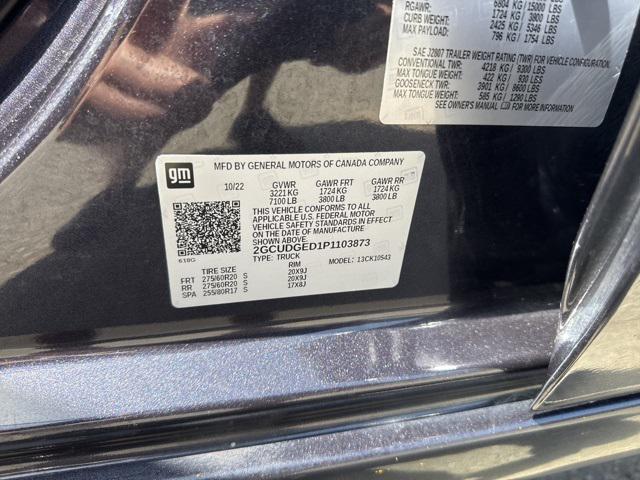 RGAWR: 6804 KG / 15000 LBS
CURB WEIGHT: 1724 KG / 3800 LBS
MAX PAYLOAD: 2425 KG / 5346 LBS
796 KG / 1754 LBS
SAE J2807 TRAILER WEIGHT RATING (TWR) FOR VEHICLE CONFIGURATION
CONVENTIONAL TWR: 4218 KG / 9300 LBS
MAX TONGUE WEIGHT: 422 KG / 930 LBS
GOOSENECK TWR: 3901 KG / 8600 LBS
MAX TONGUE WEIGHT: 585 KG / 1290 LBS
SEE OWNER'S MANUAL FOR MORE INFORMATION
gm
MFD BY GENERAL MOTORS OF CANADA COMPANY
10/22 GVWR GAWR FRT GAWR RR
3221 KG 1724 KG 1724 KG
7100 LB 3800 LB 3800 LB
THIS VEHICLE CONFORMS TO ALL
APPLICABLE U.S. FEDERAL MOTOR
VEHICLE SAFETY STANDARDS IN EFFECT
ON THE DATE OF MANUFACTURE
SHOWN ABOVE.
2GCUDGED1P1103873
618G
TYPE: TRUCK MODEL: 13CK10543
TIRE SIZE RIM
FRT 275/60R20 S 20X9J
RR 275/60R20 S 20X9J
SPA 255/80R17 S 17X8J